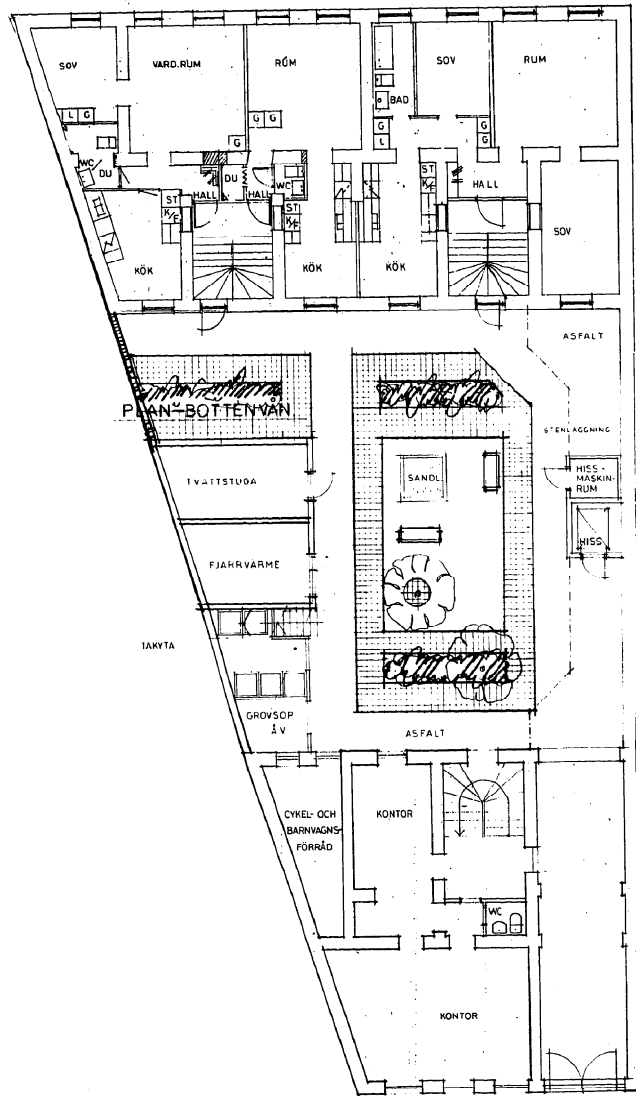 SOV
VARD.RUM
RUM
SOV
RUM
BAD
L G
G G
G
G
L
G
G
WC
DU
HALL
DU
HALL
WC
ST
K/F
ST
K/F
ST
K/F
HALL
SOV
KÖK
KÖK
KÖK
ASFALT
PLAN-BOTTENVÅN
STENLÄGGNING
TVÄTTSTUGA
SANDL.
HISS-
MASKIN-
RUM
HISS
FJÄRRVÄRME
TAKYTA
GROVSOP
ÅV
ASFALT
CYKEL- OCH
BARNVAGNS-
FÖRRÅD
KONTOR
WC
KONTOR